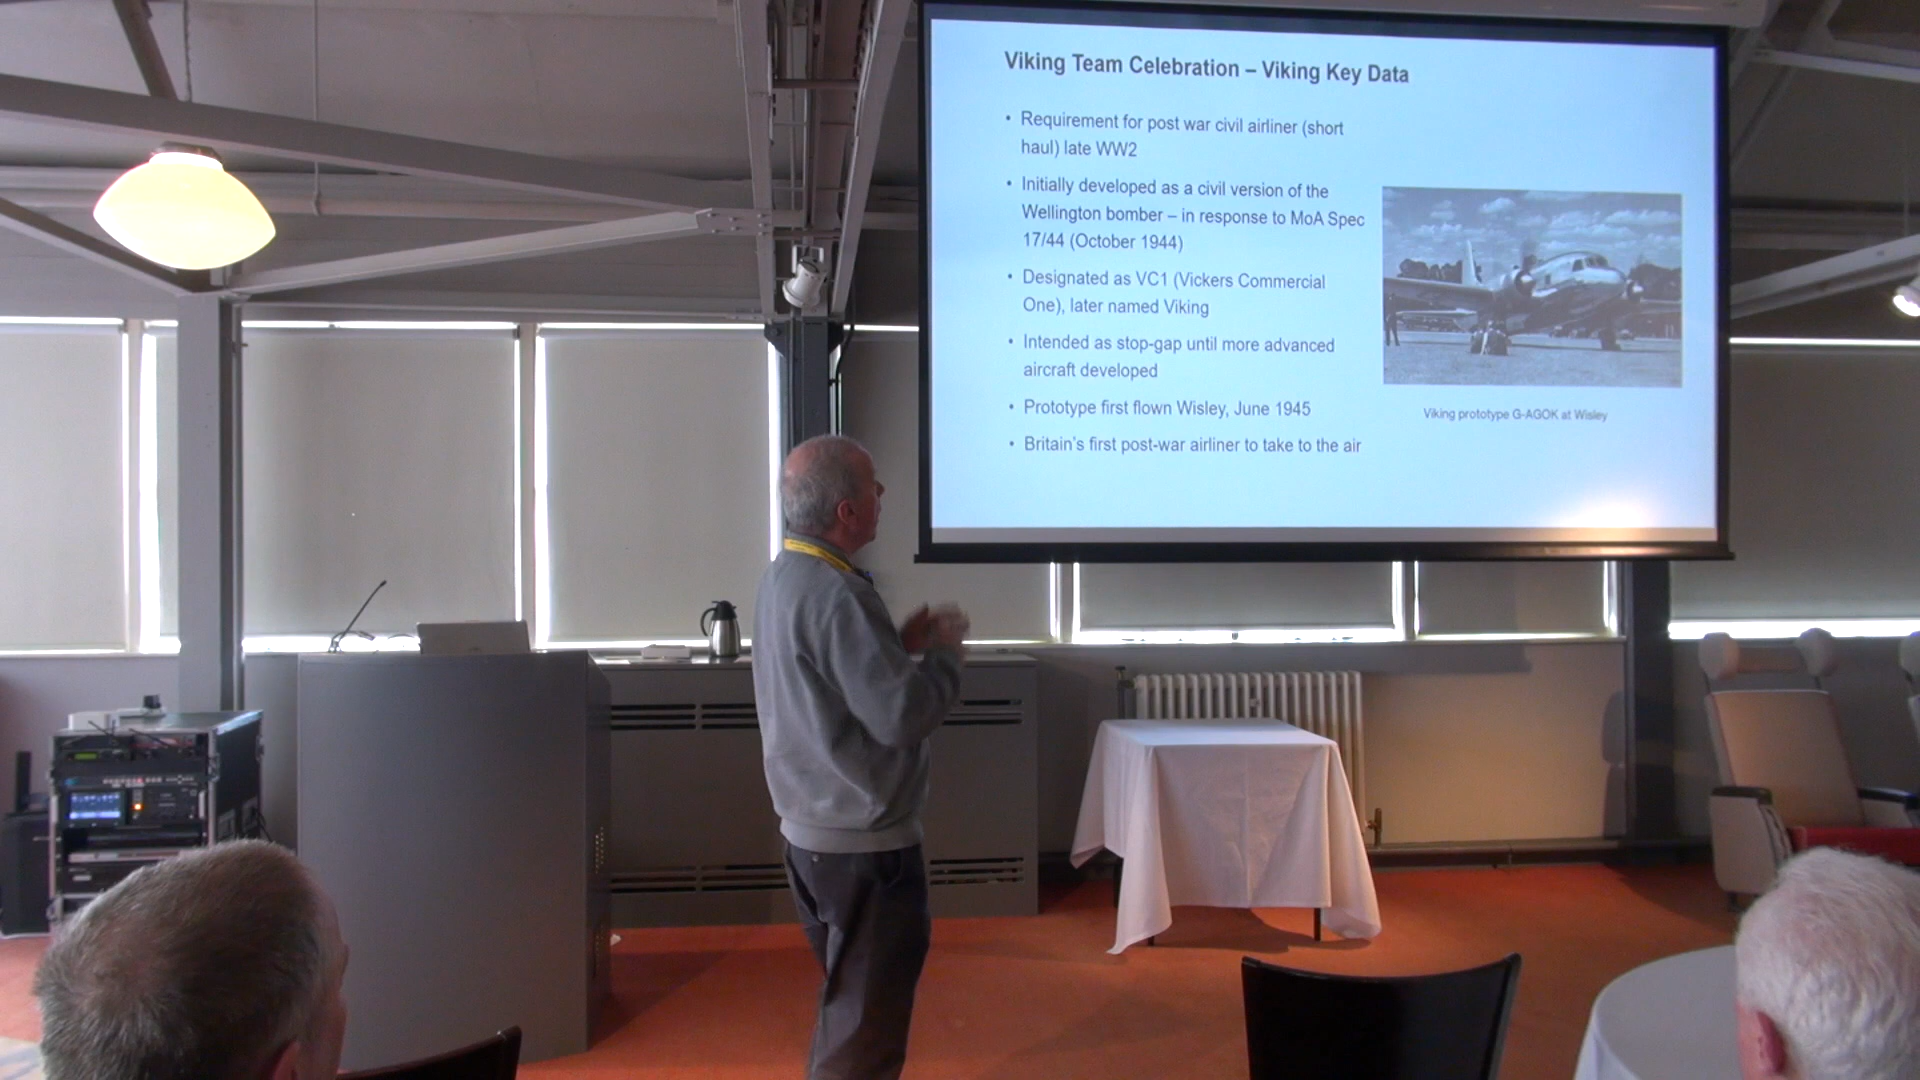 Viking Team Celebration – Viking Key Data
• Requirement for post war civil airliner (short
haul) late WW2
• Initially developed as a civil version of the
Wellington bomber – in response to MoA Spec
17/44 (October 1944)
• Designated as VC1 (Vickers Commercial
One), later named Viking
• Intended as stop-gap until more advanced
aircraft developed
• Prototype first flown Wisley, June 1945
• Britain's first post-war airliner to take to the air
Viking prototype G-AGOK at Wisley